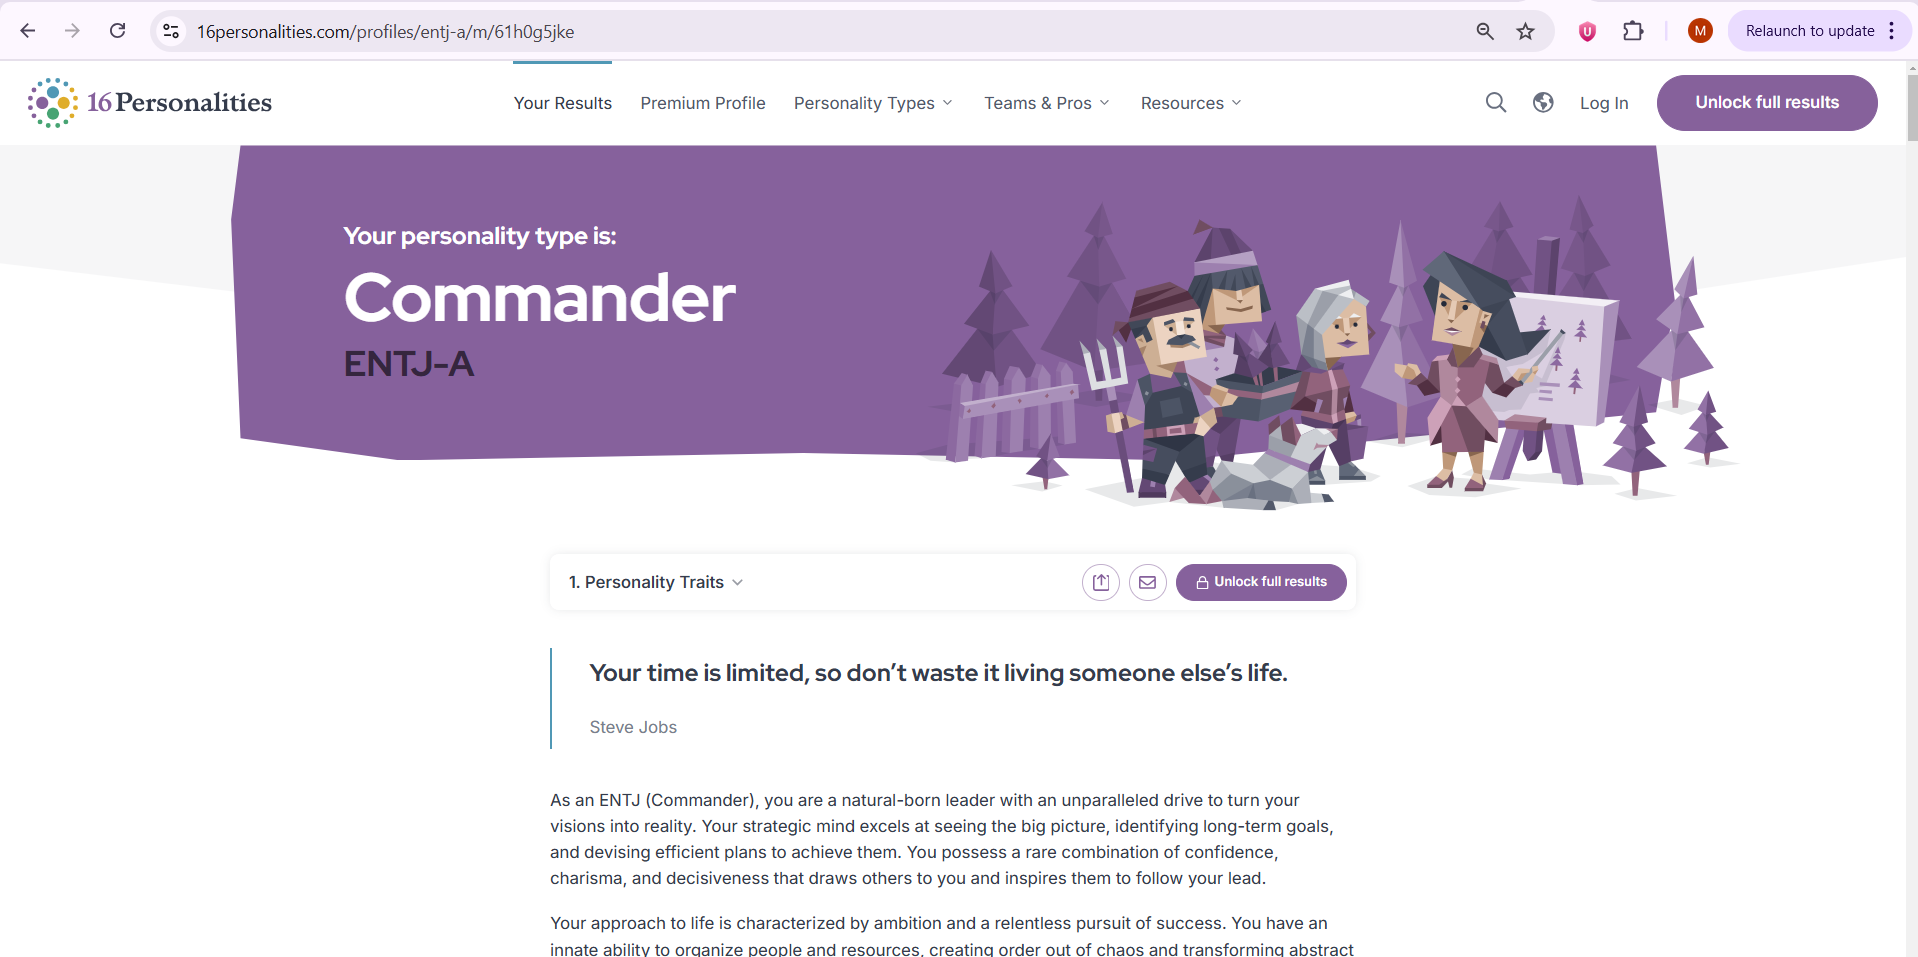 16personalities.com/profiles/entj-a/m/61h0g5jke
M
Relaunch to update
16Personalities
Your Results
Premium Profile
Personality Types
Teams & Pros
Resources
Log In
Unlock full results
Your personality type is:
Commander
ENTJ-A
1. Personality Traits
Unlock full results
Your time is limited, so don’t waste it living someone else’s life.
Steve Jobs
As an ENTJ (Commander), you are a natural-born leader with an unparalleled drive to turn your
visions into reality. Your strategic mind excels at seeing the big picture, identifying long-term goals,
and devising efficient plans to achieve them. You possess a rare combination of confidence,
charisma, and decisiveness that draws others to you and inspires them to follow your lead.
Your approach to life is characterized by ambition and a relentless pursuit of success. You have an
innate ability to organize people and resources, creating order out of chaos and transforming abstract